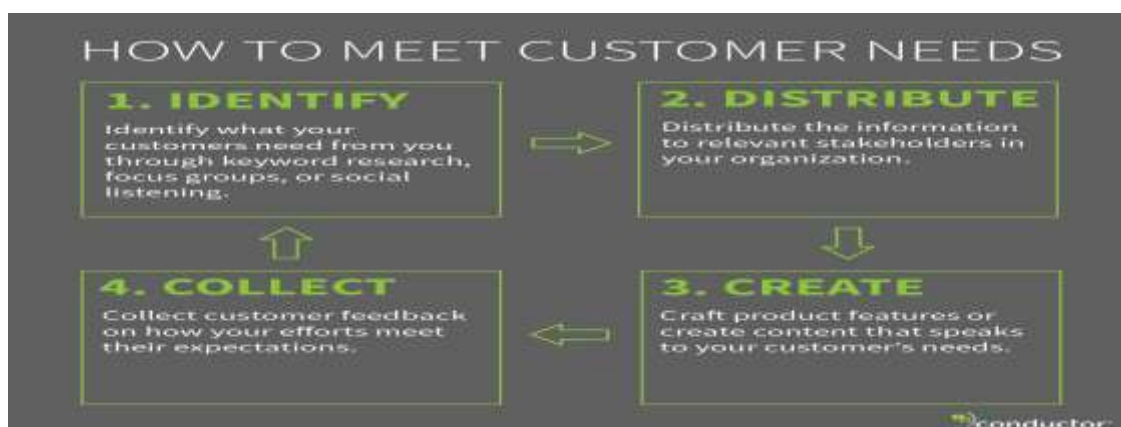 HOW TO MEET CUSTOMER NEEDS
1. IDENTIFY
Identify what your
customers need from you
through keyword research,
focus groups, or social
listening.
2. DISTRIBUTE
Distribute the information
to relevant stakeholders in
your organization.
3. CREATE
Craft product features or
create content that speaks
to your customer's needs.
4. COLLECT
Collect customer feedback
on how your efforts meet
their expectations.
conductor